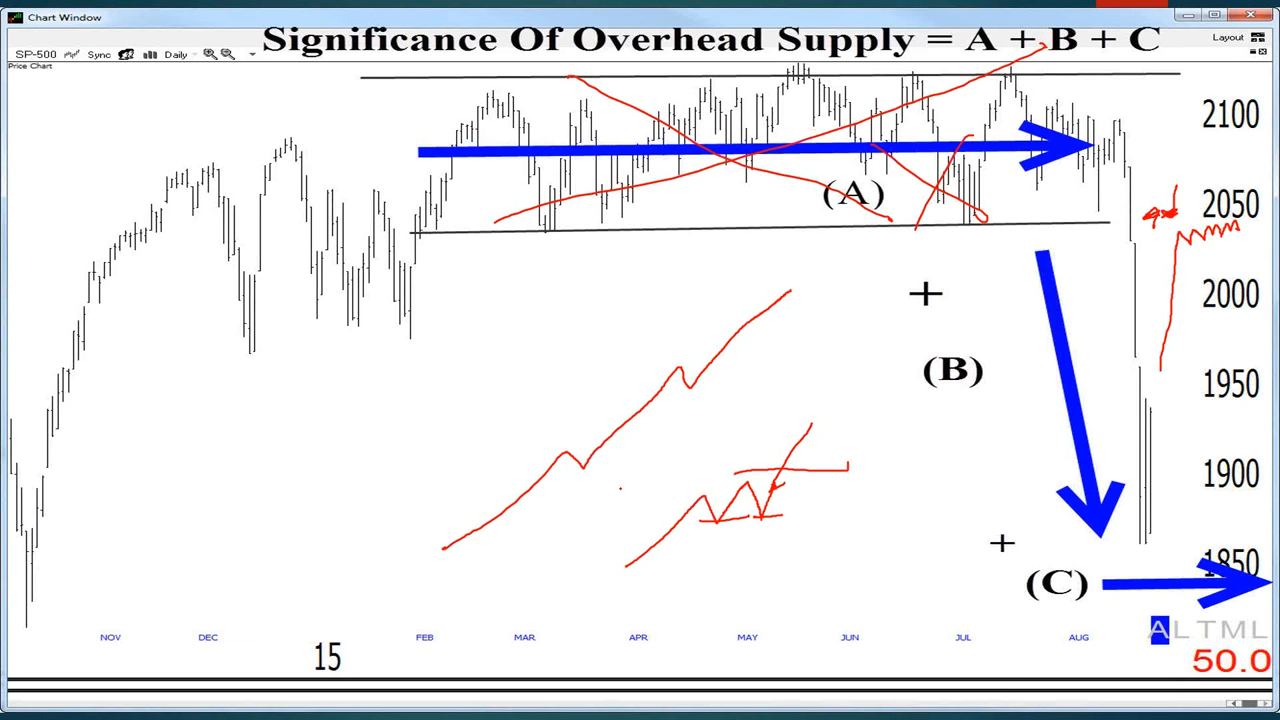 Chart Window
Significance Of Overhead Supply = A + B + C
SP-500 Sync Daily
Layout
Price Chart
2100
(A)
2050
+
2000
(B)
1950
1900
+
1850
(C)
NOV DEC FEB MAR APR MAY JUN JUL AUG
15
ALTML
50.0